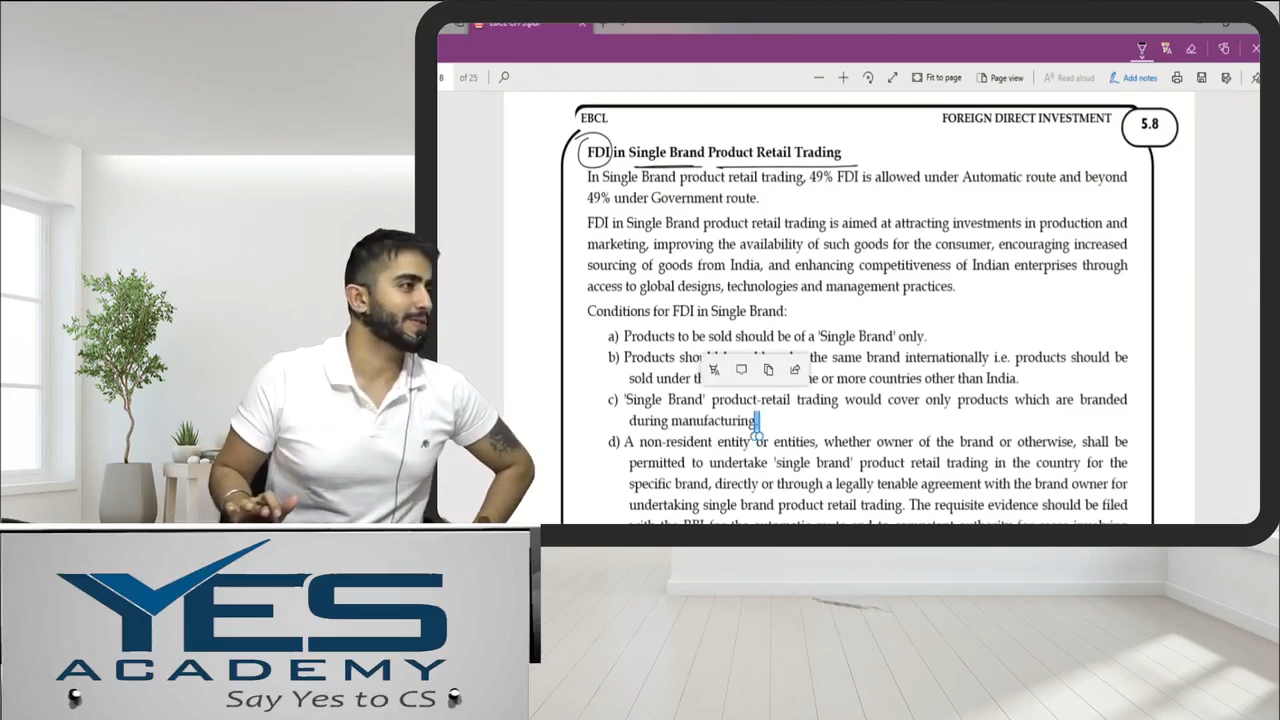 8 of 25
Fit to page
Page view
Read aloud
Add notes
EBCL
FOREIGN DIRECT INVESTMENT
5.8
FDI in Single Brand Product Retail Trading
In Single Brand product retail trading, 49% FDI is allowed under Automatic route and beyond
49% under Government route.
FDI in Single Brand product retail trading is aimed at attracting investments in production and
marketing, improving the availability of such goods for the consumer, encouraging increased
sourcing of goods from India, and enhancing competitiveness of Indian enterprises through
access to global designs, technologies and management practices.
Conditions for FDI in Single Brand:
a) Products to be sold should be of a 'Single Brand' only.
b) Products the same brand internationally i.e. products should be
sold under or more countries other than India.
c) 'Single Brand' product-retail trading would cover only products which are branded
during manufacturing.
d) A non-resident entity or entities, whether owner of the brand or otherwise, shall be
permitted to undertake 'single brand' product retail trading in the country for the
specific brand, directly or through a legally tenable agreement with the brand owner for
undertaking single brand product retail trading. The requisite evidence should be filed
YES
ACADEMY
Say Yes to CS